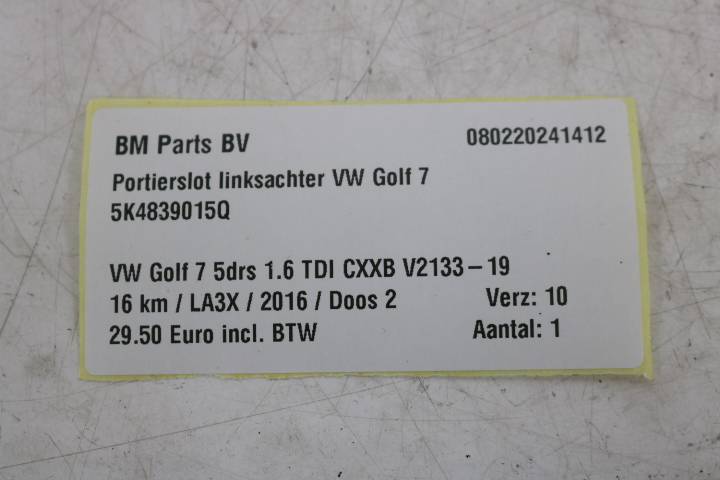 BM Parts BV 080220241412
Portierslot linksachter VW Golf 7
5K4839015Q
VW Golf 7 5drs 1.6 TDI CXXB V2133-19
16 km / LA3X / 2016 / Doos 2 Verz: 10
29.50 Euro incl. BTW Aantal: 1